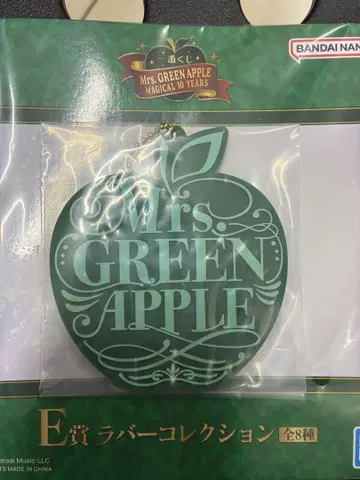 一番くじ
BANDAI NAM
Mrs. GREEN APPLE
MAGICAL 10 YEARS
Mrs.
GREEN
APPLE
E賞 ラバーコレクション 全8種
ersal Music LLC
TS MADE IN CHINA